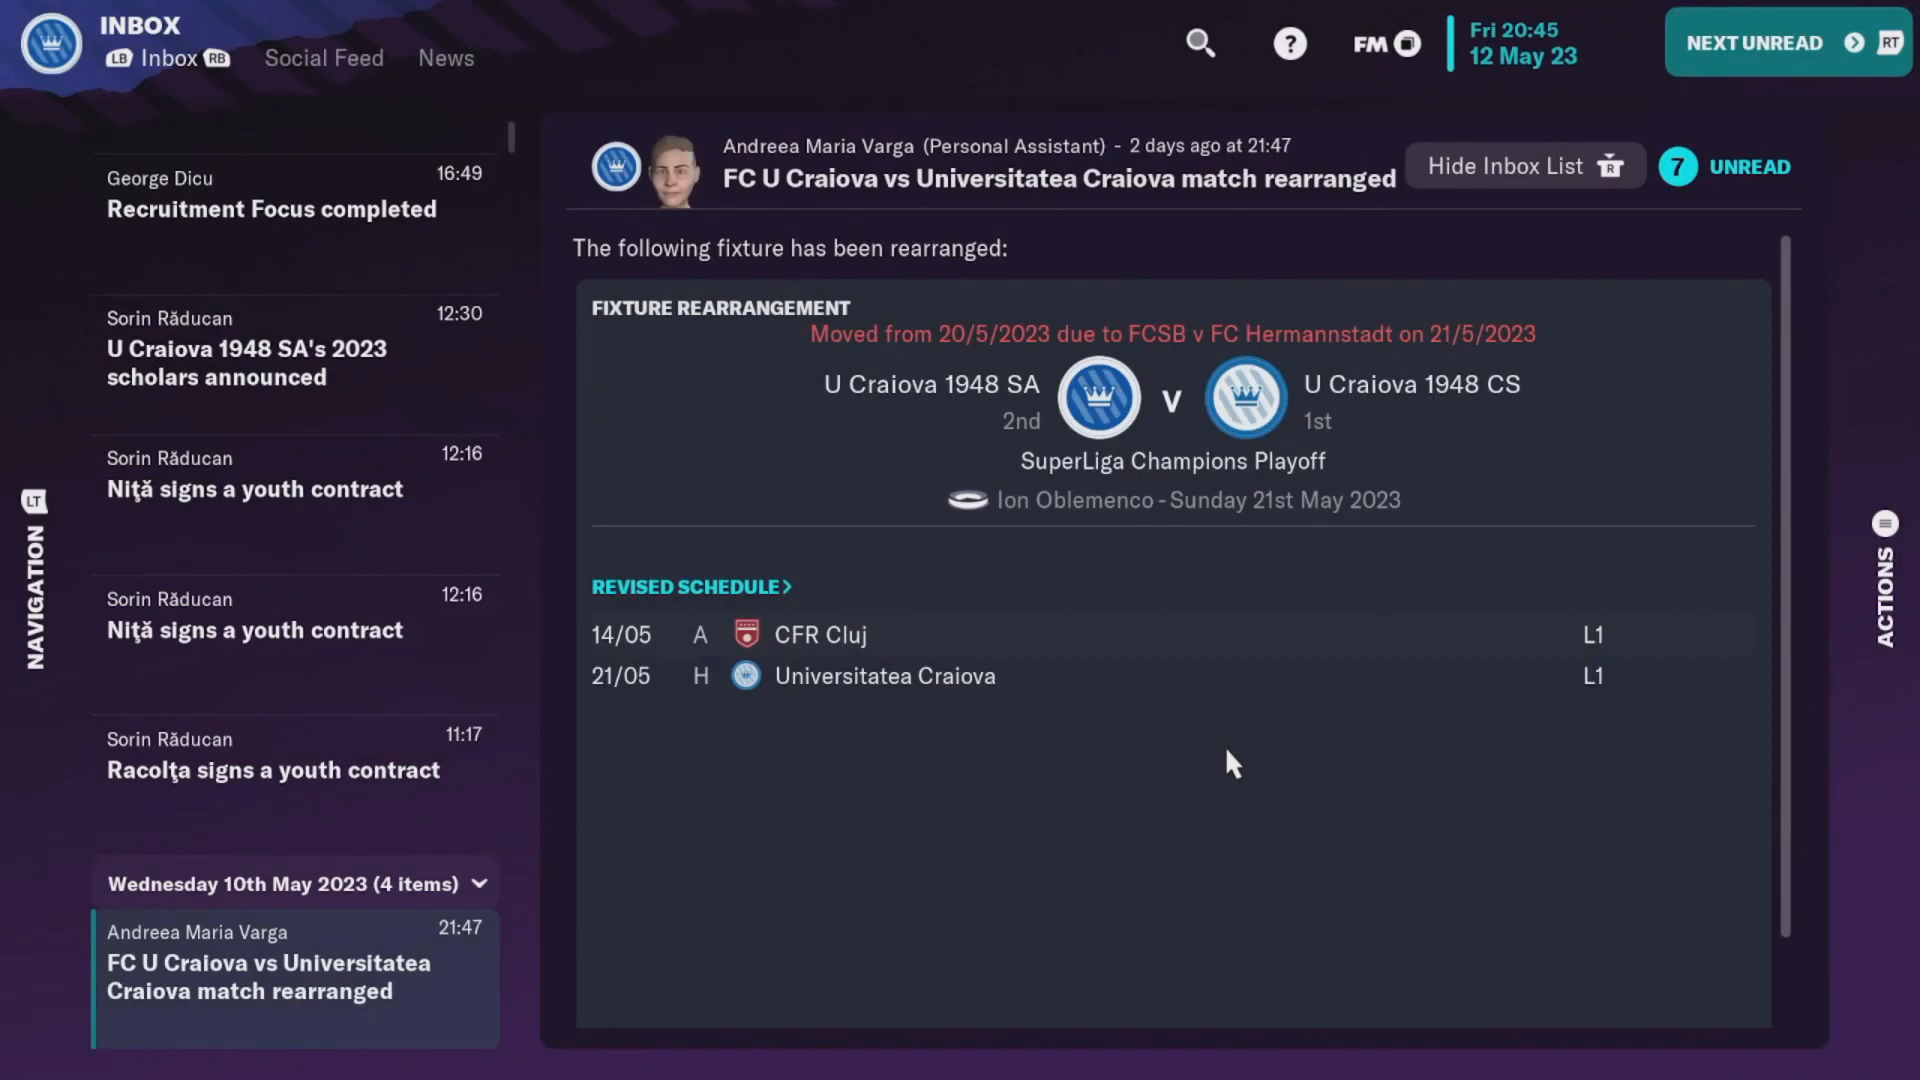 INBOX
LB Inbox RB Social Feed News
FM
Fri 20:45
12 May 23
NEXT UNREAD RT
George Dicu 16:49
Recruitment Focus completed
Sorin Răducan 12:30
U Craiova 1948 SA's 2023
scholars announced
Sorin Răducan 12:16
Niţă signs a youth contract
Sorin Răducan 12:16
Niţă signs a youth contract
Sorin Răducan 11:17
Racolţa signs a youth contract
Wednesday 10th May 2023 (4 items)
Andreea Maria Varga 21:47
FC U Craiova vs Universitatea
Craiova match rearranged
LT
NAVIGATION
Andreea Maria Varga (Personal Assistant) - 2 days ago at 21:47
FC U Craiova vs Universitatea Craiova match rearranged
Hide Inbox List R
7 UNREAD
The following fixture has been rearranged:
FIXTURE REARRANGEMENT
Moved from 20/5/2023 due to FCSB v FC Hermannstadt on 21/5/2023
U Craiova 1948 SA v U Craiova 1948 CS
2nd 1st
SuperLiga Champions Playoff
Ion Oblemenco - Sunday 21st May 2023
REVISED SCHEDULE>
14/05 A CFR Cluj L1
21/05 H Universitatea Craiova L1
ACTIONS